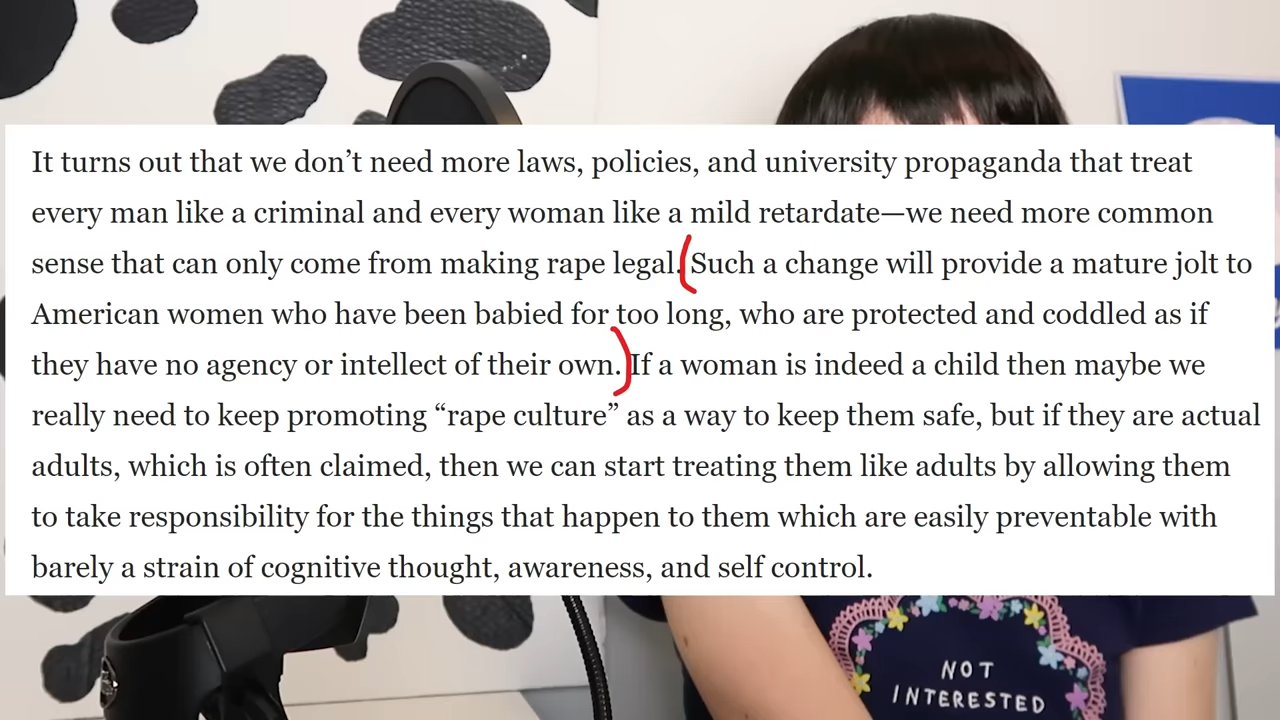 It turns out that we don’t need more laws, policies, and university propaganda that treat
every man like a criminal and every woman like a mild retardate—we need more common
sense that can only come from making rape legal. Such a change will provide a mature jolt to
American women who have been babied for too long, who are protected and coddled as if
they have no agency or intellect of their own. If a woman is indeed a child then maybe we
really need to keep promoting “rape culture” as a way to keep them safe, but if they are actual
adults, which is often claimed, then we can start treating them like adults by allowing them
to take responsibility for the things that happen to them which are easily preventable with
barely a strain of cognitive thought, awareness, and self control.
NOT
INTERESTED